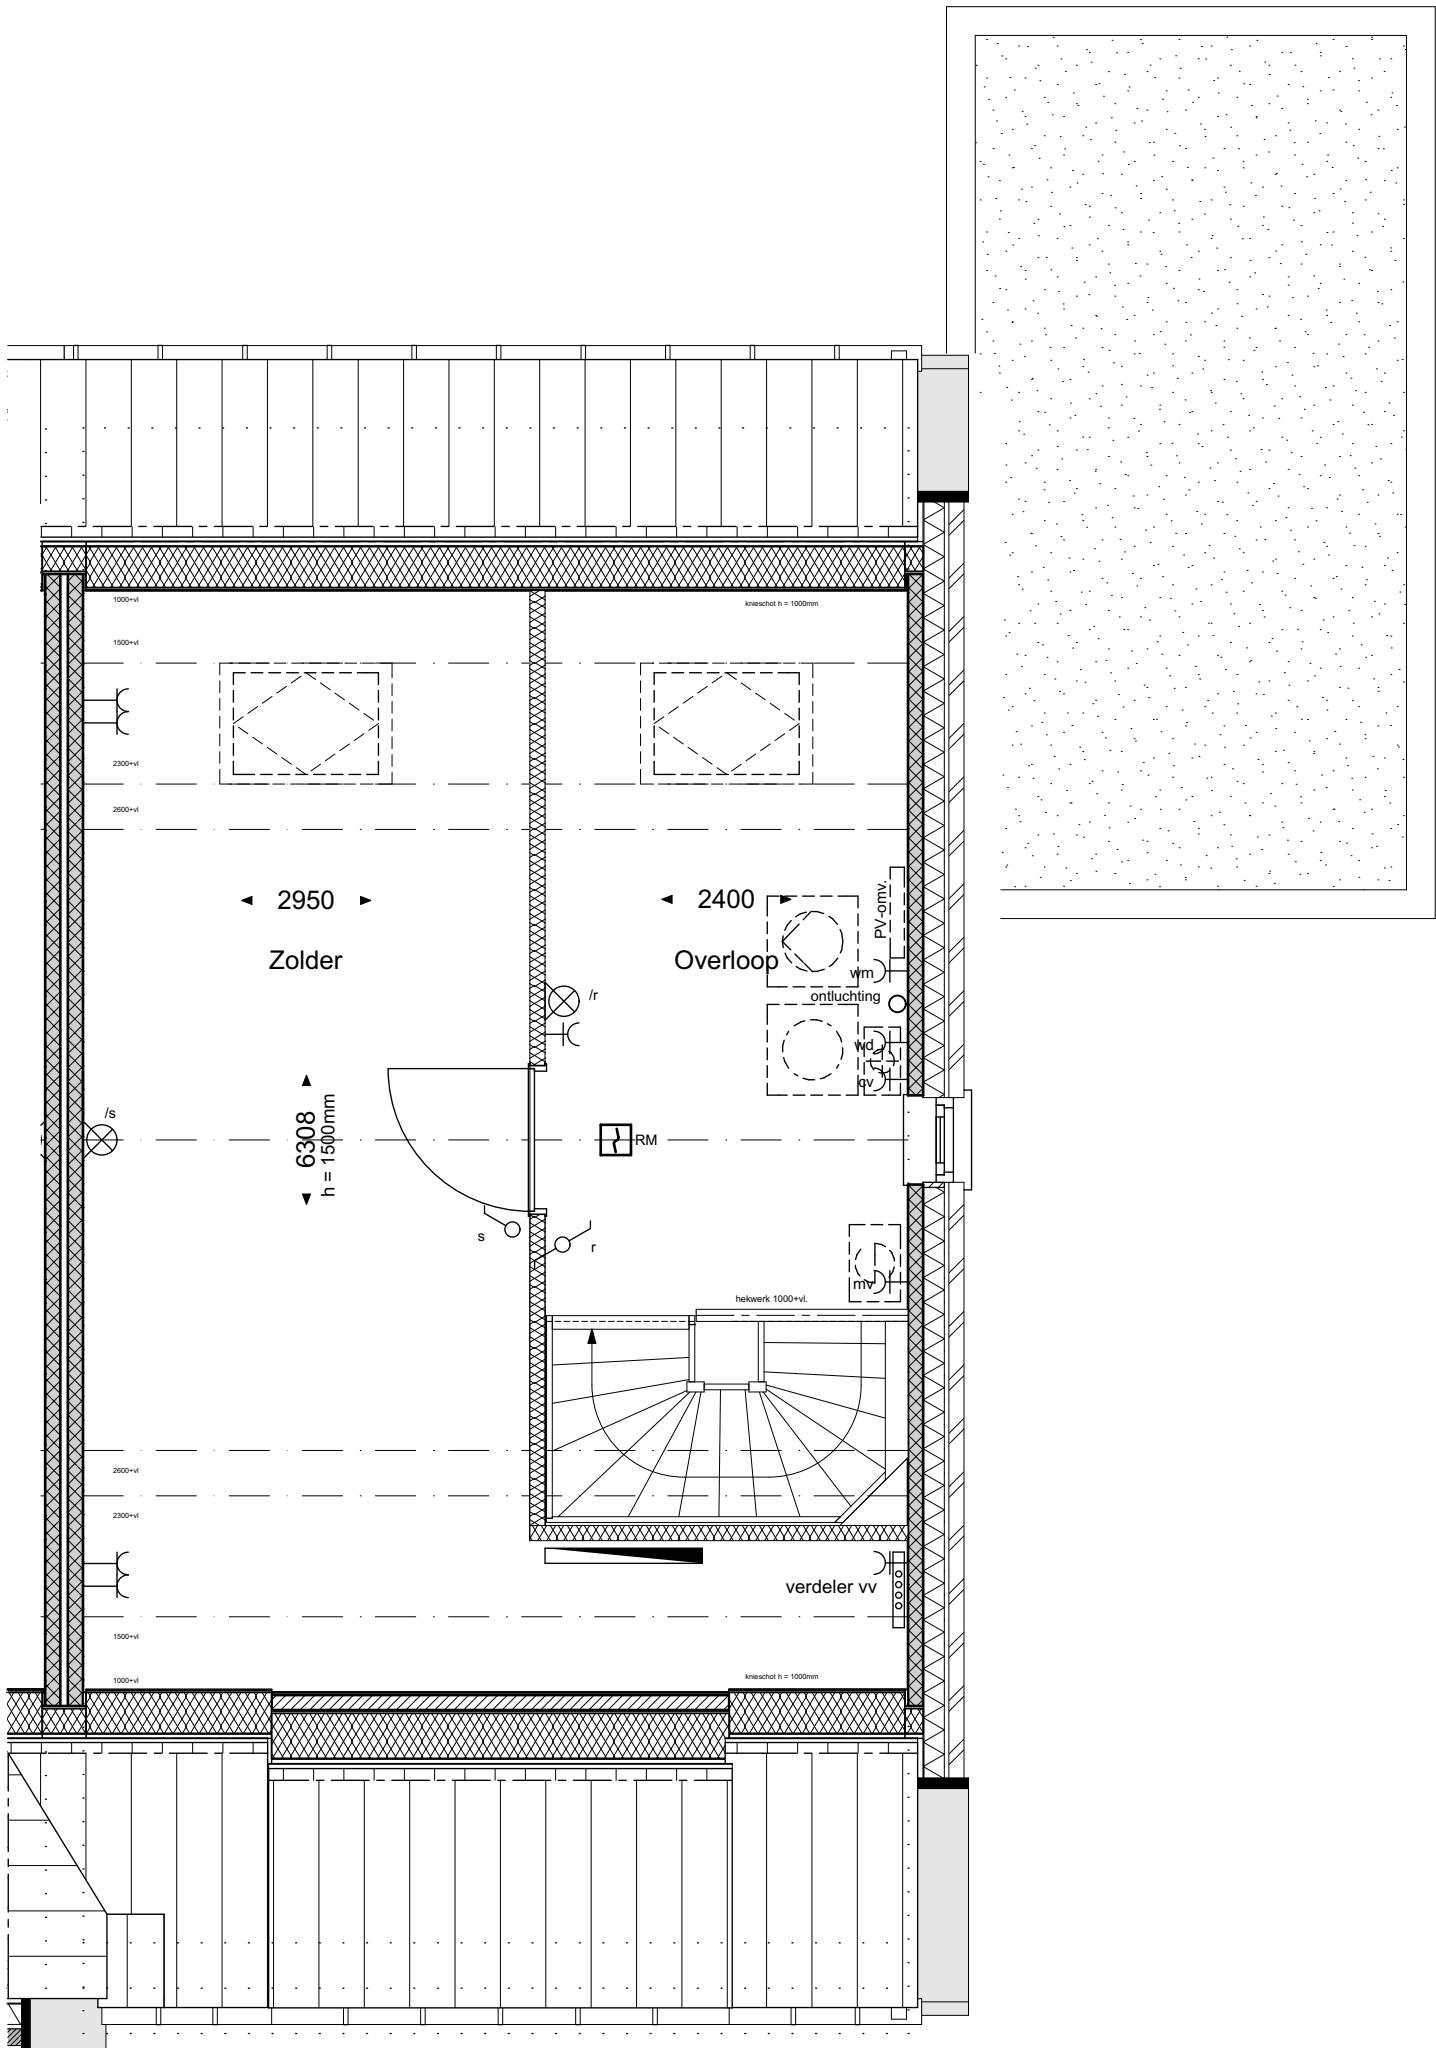 1000+vl
knieschot h = 1000mm
1500+vl
2300+vl
2600+vl
2950
2400
PV-omv.
Zolder
Overloop
wm
/r
ontluchting
wd
cv
/s
6308
h = 1500mm
RM
s
r
mv
hekwerk 1000+vl.
2600+vl
2300+vl
verdeler vv
1500+vl
1000+vl
knieschot h = 1000mm